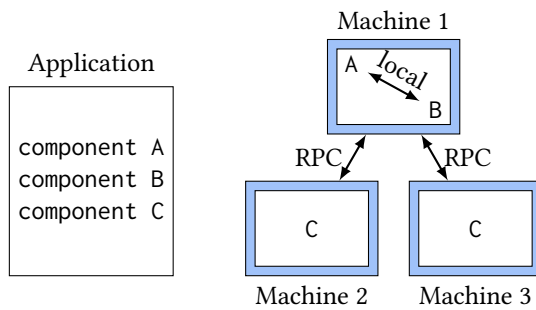 Application
component A
component B
component C
Machine 1
A
local
B
RPC
RPC
C
C
Machine 2
Machine 3